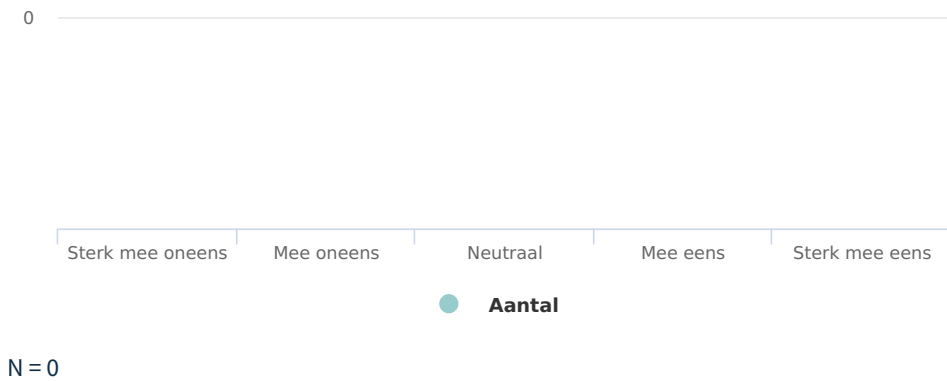 0
Sterk mee oneens Mee oneens Neutraal Mee eens Sterk mee eens
Aantal
N = 0